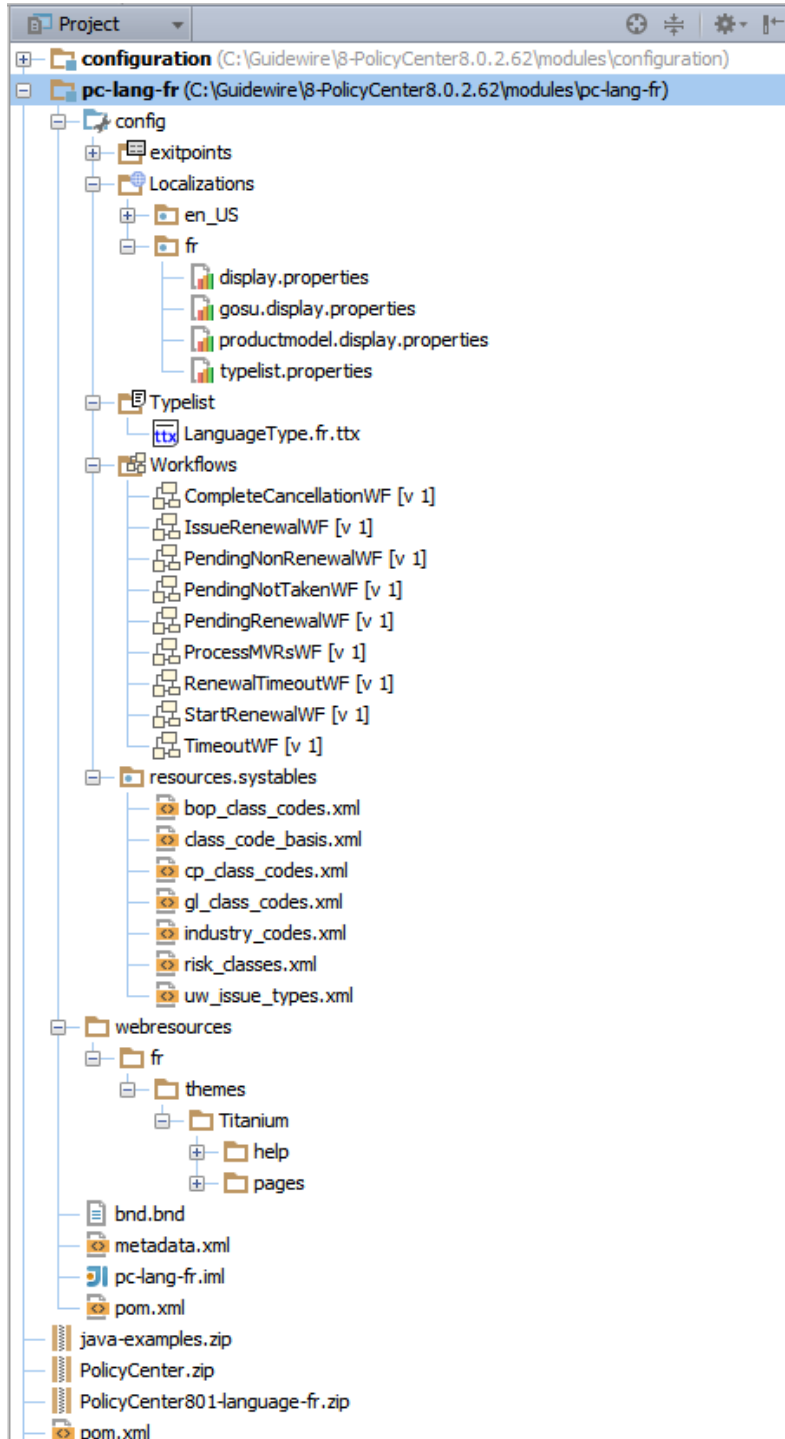 Project
configuration (C:\Guidewire\8-PolicyCenter8.0.2.62\modules\configuration)
pc-lang-fr (C:\Guidewire\8-PolicyCenter8.0.2.62\modules\pc-lang-fr)
config
exitpoints
Localizations
en_US
fr
display.properties
gosu.display.properties
productmodel.display.properties
typelist.properties
Typelist
ttx LanguageType.fr.ttx
Workflows
CompleteCancellationWF [v 1]
IssueRenewalWF [v 1]
PendingNonRenewalWF [v 1]
PendingNotTakenWF [v 1]
PendingRenewalWF [v 1]
ProcessMVRsWF [v 1]
RenewalTimeoutWF [v 1]
StartRenewalWF [v 1]
TimeoutWF [v 1]
resources.systables
bop_class_codes.xml
class_code_basis.xml
cp_class_codes.xml
gl_class_codes.xml
industry_codes.xml
risk_classes.xml
uw_issue_types.xml
webresources
fr
themes
Titanium
help
pages
bnd.bnd
metadata.xml
pc-lang-fr.iml
pom.xml
java-examples.zip
PolicyCenter.zip
PolicyCenter801-language-fr.zip
pom.xml